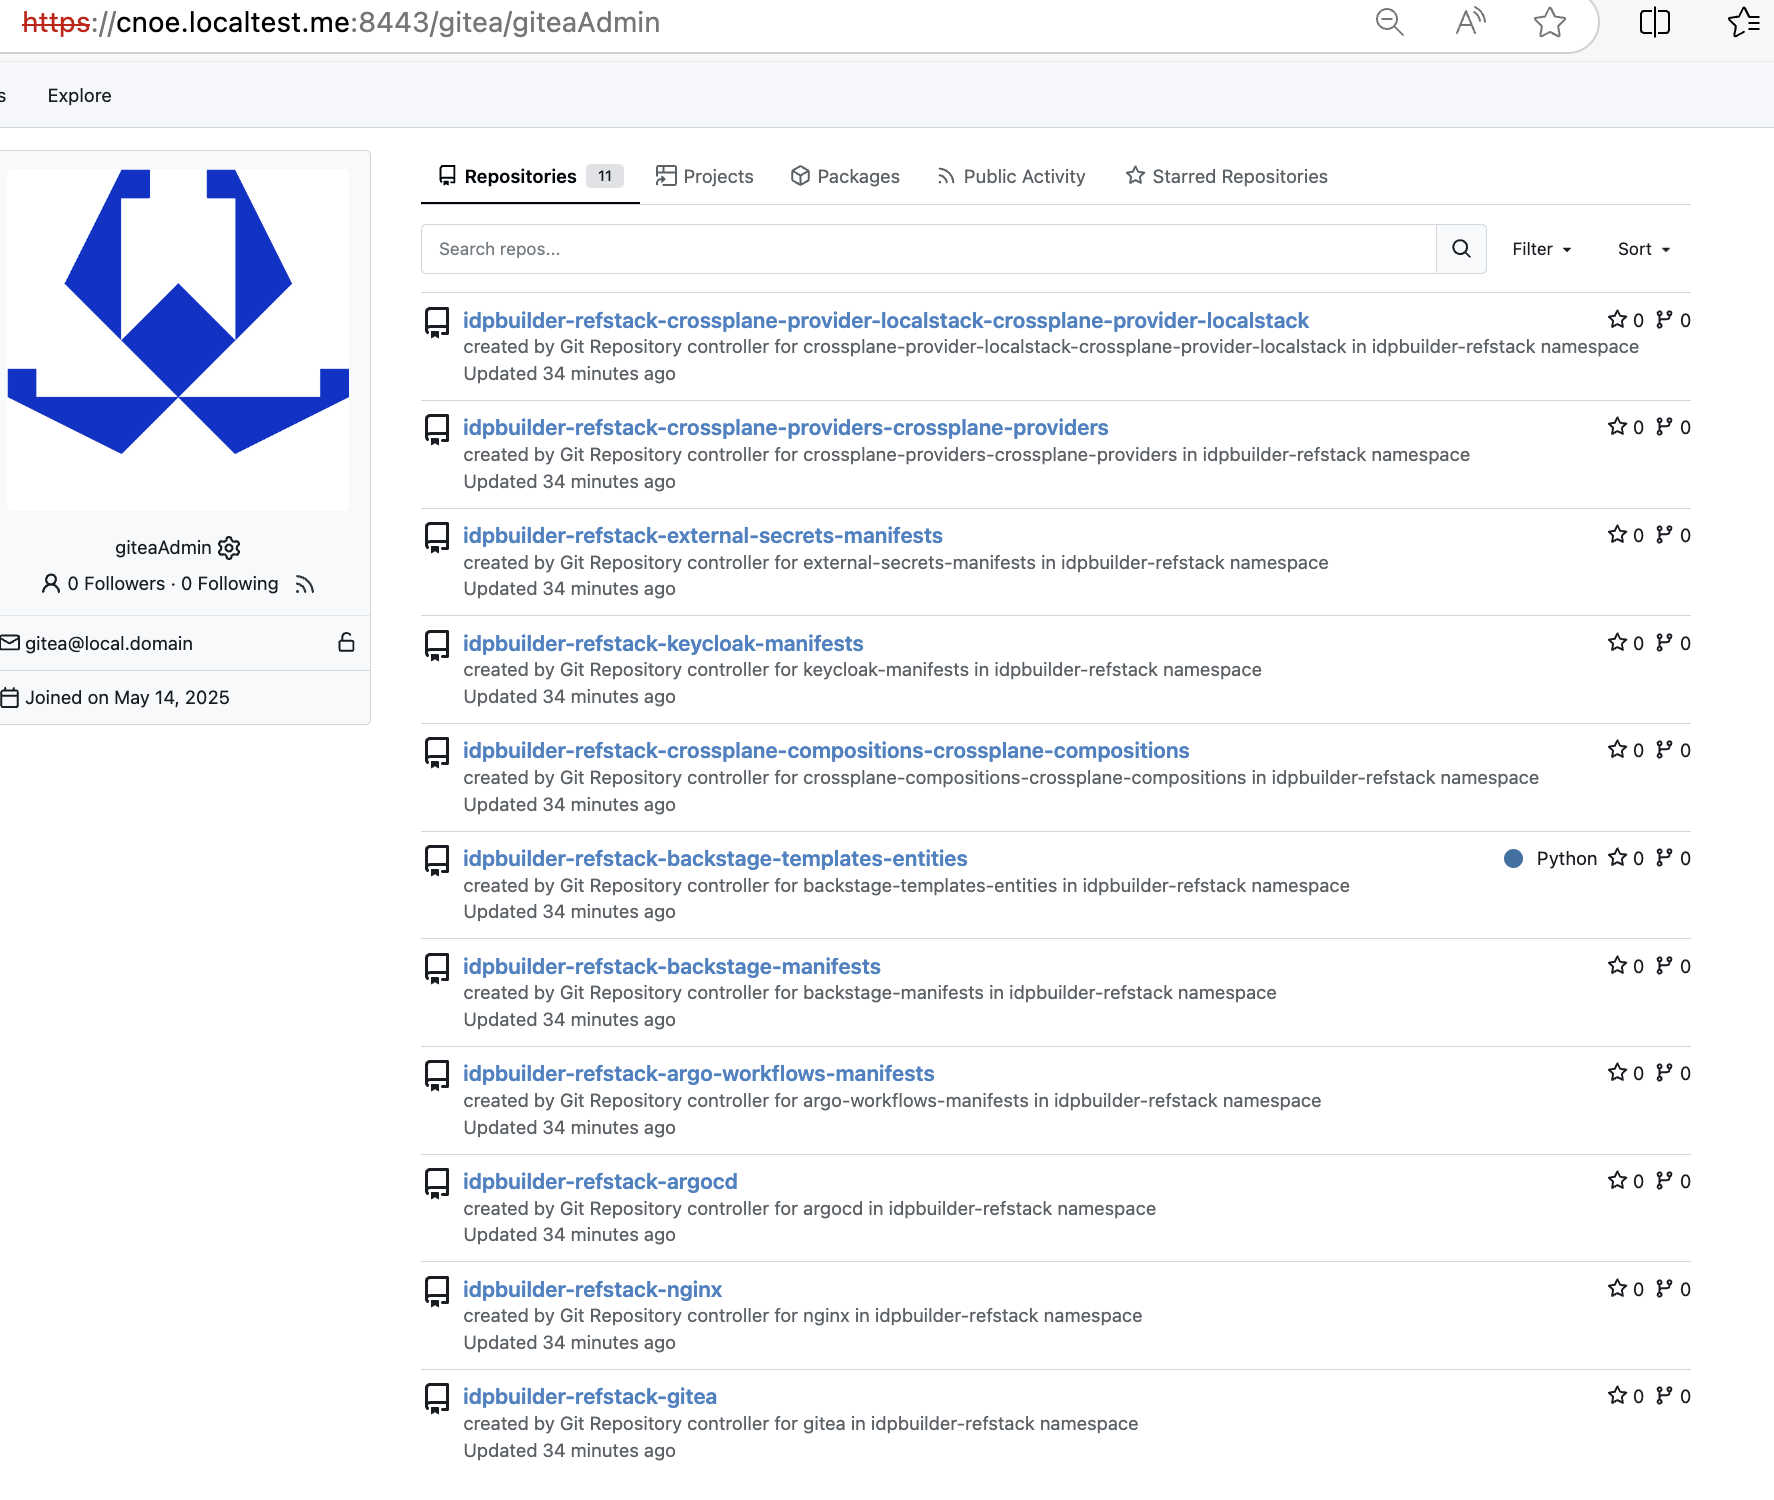 https://cnoe.localtest.me:8443/gitea/giteaAdmin
s Explore
giteaAdmin
0 Followers · 0 Following
gitea@local.domain
Joined on May 14, 2025
Repositories 11 Projects Packages Public Activity Starred Repositories
Search repos... Filter Sort
idpbuilder-refstack-crossplane-provider-localstack-crossplane-provider-localstack 0 0
created by Git Repository controller for crossplane-provider-localstack-crossplane-provider-localstack in idpbuilder-refstack namespace
Updated 34 minutes ago
idpbuilder-refstack-crossplane-providers-crossplane-providers 0 0
created by Git Repository controller for crossplane-providers-crossplane-providers in idpbuilder-refstack namespace
Updated 34 minutes ago
idpbuilder-refstack-external-secrets-manifests 0 0
created by Git Repository controller for external-secrets-manifests in idpbuilder-refstack namespace
Updated 34 minutes ago
idpbuilder-refstack-keycloak-manifests 0 0
created by Git Repository controller for keycloak-manifests in idpbuilder-refstack namespace
Updated 34 minutes ago
idpbuilder-refstack-crossplane-compositions-crossplane-compositions 0 0
created by Git Repository controller for crossplane-compositions-crossplane-compositions in idpbuilder-refstack namespace
Updated 34 minutes ago
idpbuilder-refstack-backstage-templates-entities Python 0 0
created by Git Repository controller for backstage-templates-entities in idpbuilder-refstack namespace
Updated 34 minutes ago
idpbuilder-refstack-backstage-manifests 0 0
created by Git Repository controller for backstage-manifests in idpbuilder-refstack namespace
Updated 34 minutes ago
idpbuilder-refstack-argo-workflows-manifests 0 0
created by Git Repository controller for argo-workflows-manifests in idpbuilder-refstack namespace
Updated 34 minutes ago
idpbuilder-refstack-argocd 0 0
created by Git Repository controller for argocd in idpbuilder-refstack namespace
Updated 34 minutes ago
idpbuilder-refstack-nginx 0 0
created by Git Repository controller for nginx in idpbuilder-refstack namespace
Updated 34 minutes ago
idpbuilder-refstack-gitea 0 0
created by Git Repository controller for gitea in idpbuilder-refstack namespace
Updated 34 minutes ago